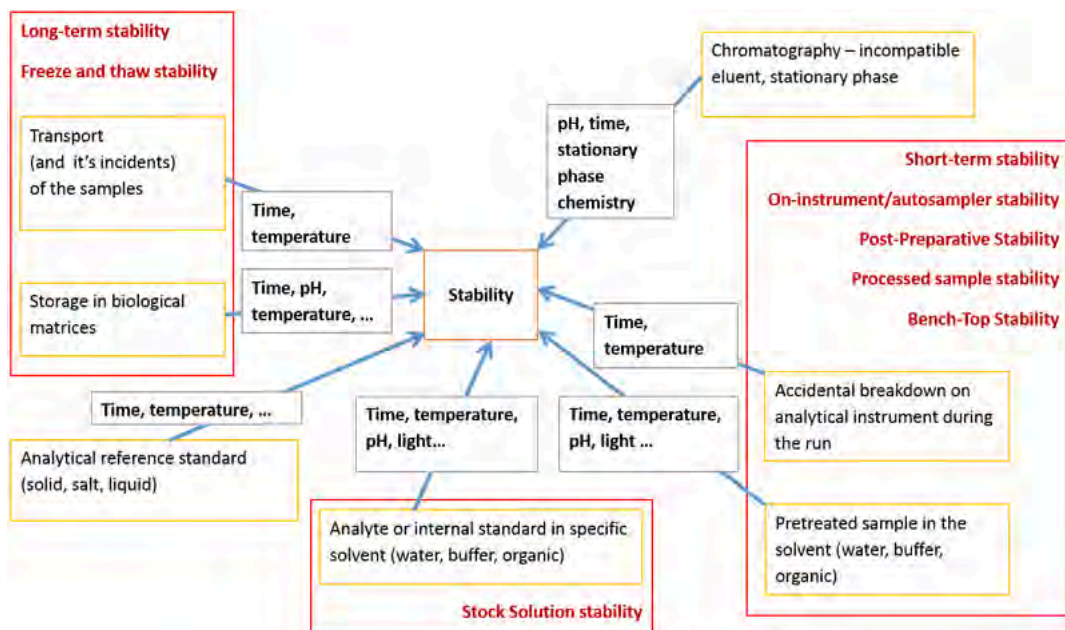 Long-term stability
Freeze and thaw stability
Transport
(and it's incidents)
of the samples
Time,
temperature
Storage in biological
matrices
Time, pH,
temperature, ...
Time, temperature, ...
Analytical reference standard
(solid, salt, liquid)
Stability
Chromatography – incompatible
eluent, stationary phase
pH, time,
stationary
phase
chemistry
Short-term stability
On-instrument/autosampler stability
Post-Preparative Stability
Processed sample stability
Bench-Top Stability
Time,
temperature
Accidental breakdown on
analytical instrument during
the run
Time, temperature,
pH, light...
Time, temperature,
pH, light ...
Analyte or internal standard in specific
solvent (water, buffer, organic)
Stock Solution stability
Pretreated sample in the
solvent (water, buffer,
organic)